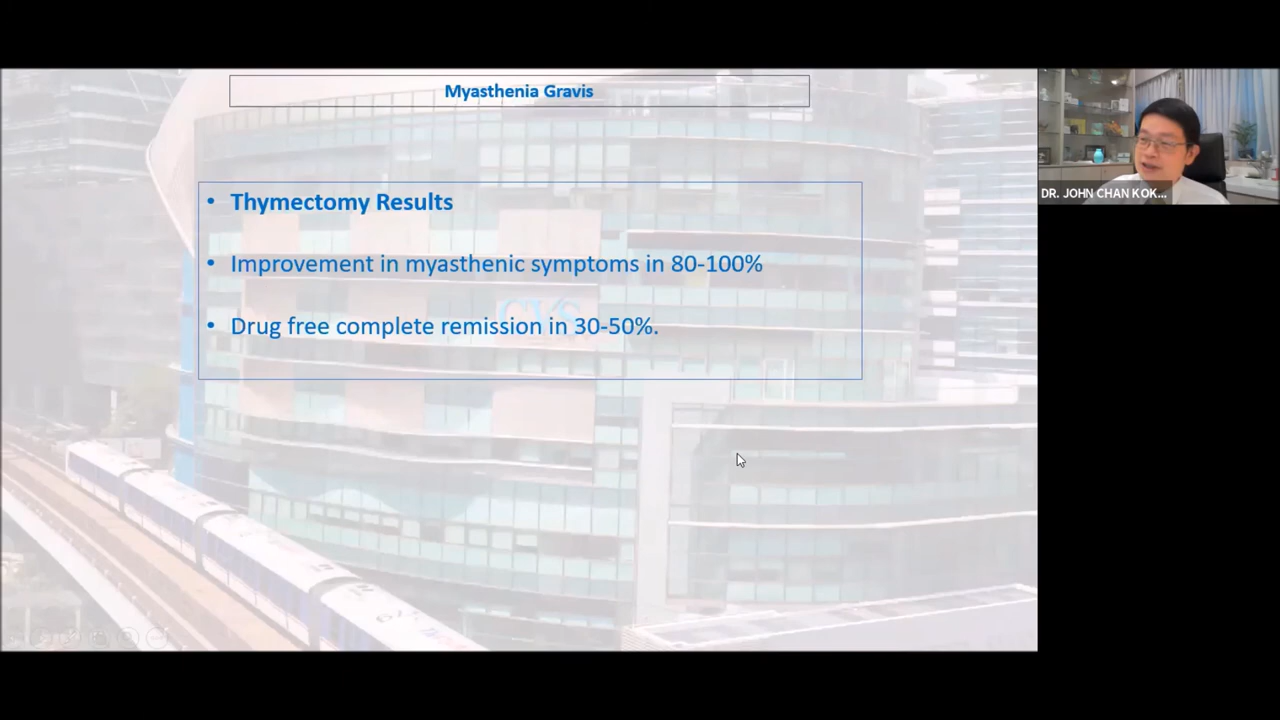 Myasthenia Gravis
• Thymectomy Results
• Improvement in myasthenic symptoms in 80-100%
• Drug free complete remission in 30-50%.
CVS
DR. JOHN CHAN KOK...